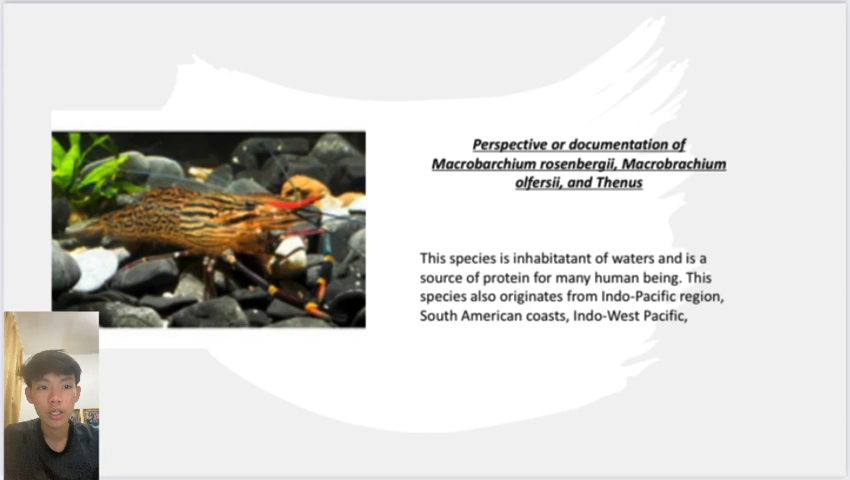 Perspective or documentation of
Macrobarchium rosenbergii, Macrobrachium
olfersii, and Thenus
This species is inhabitatant of waters and is a
source of protein for many human being. This
species also originates from Indo-Pacific region,
South American coasts, Indo-West Pacific,